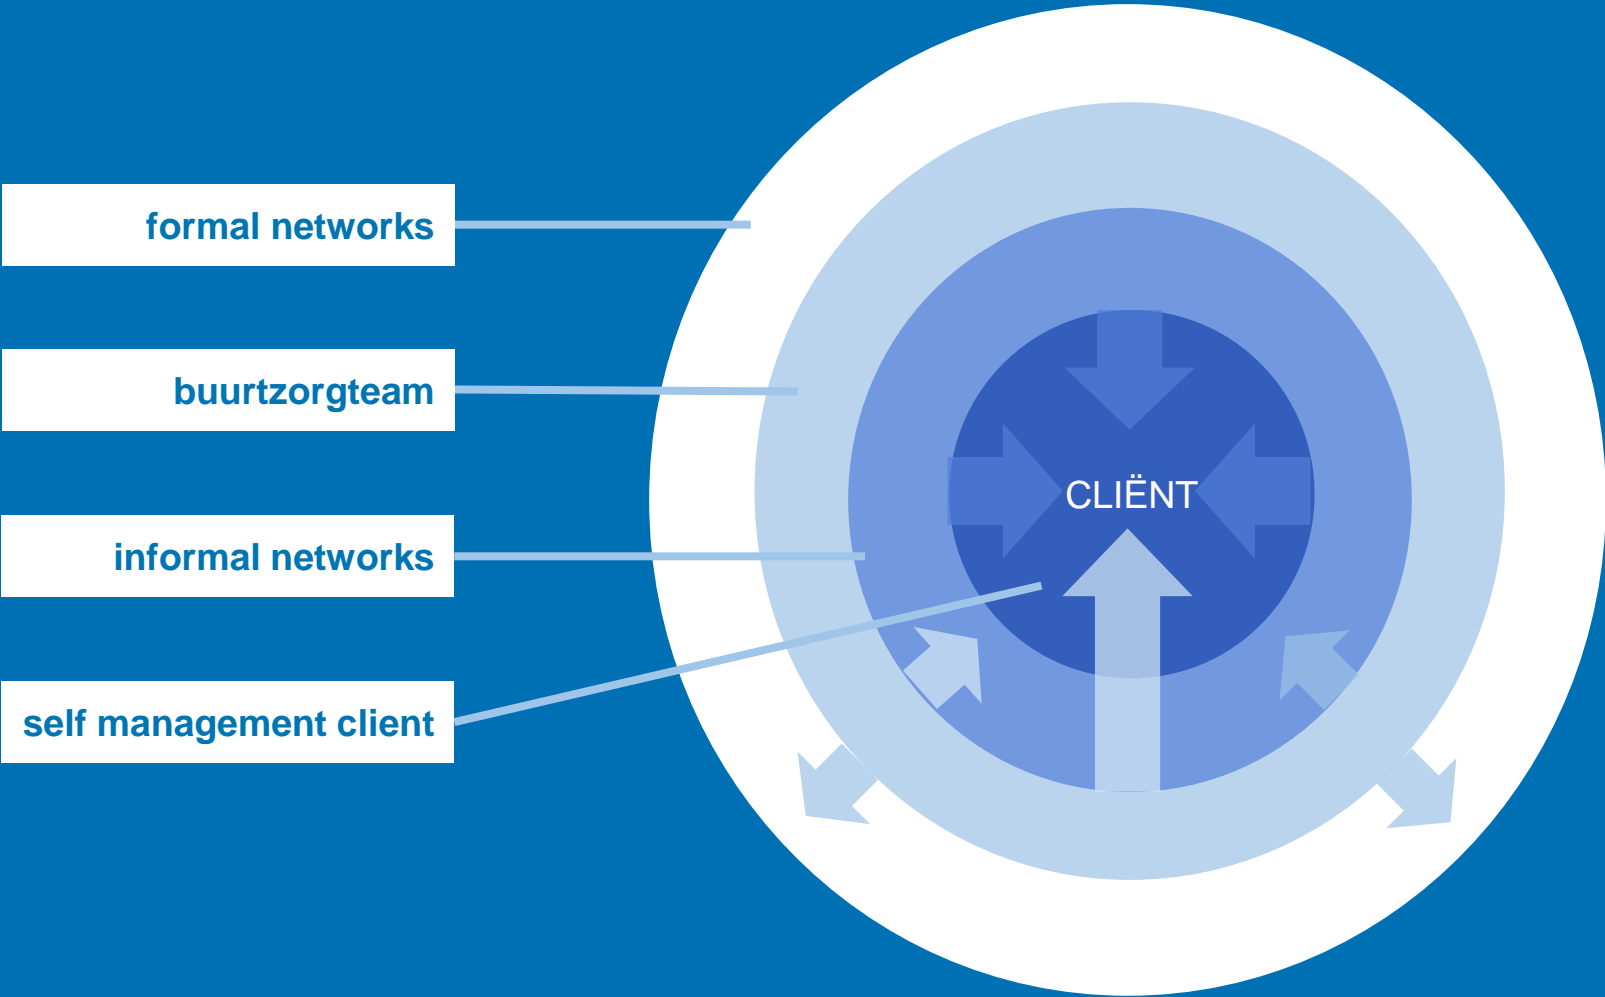 formal networks
buurtzorgteam
informal networks
self management client
CLIËNT